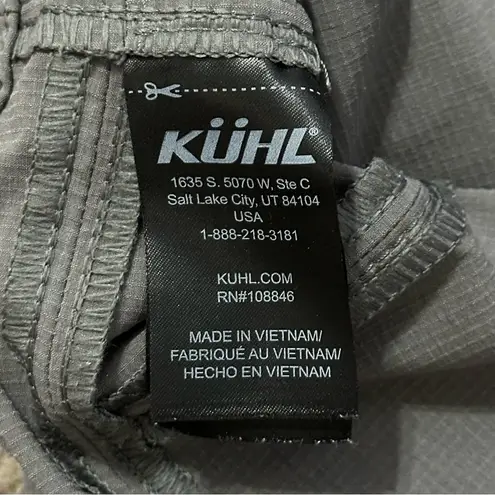 KÜHL®
1635 S. 5070 W, Ste C
Salt Lake City, UT 84104
USA
1-888-218-3181
KUHL.COM
RN#108846
MADE IN VIETNAM/
FABRIQUÉ AU VIETNAM/
HECHO EN VIETNAM